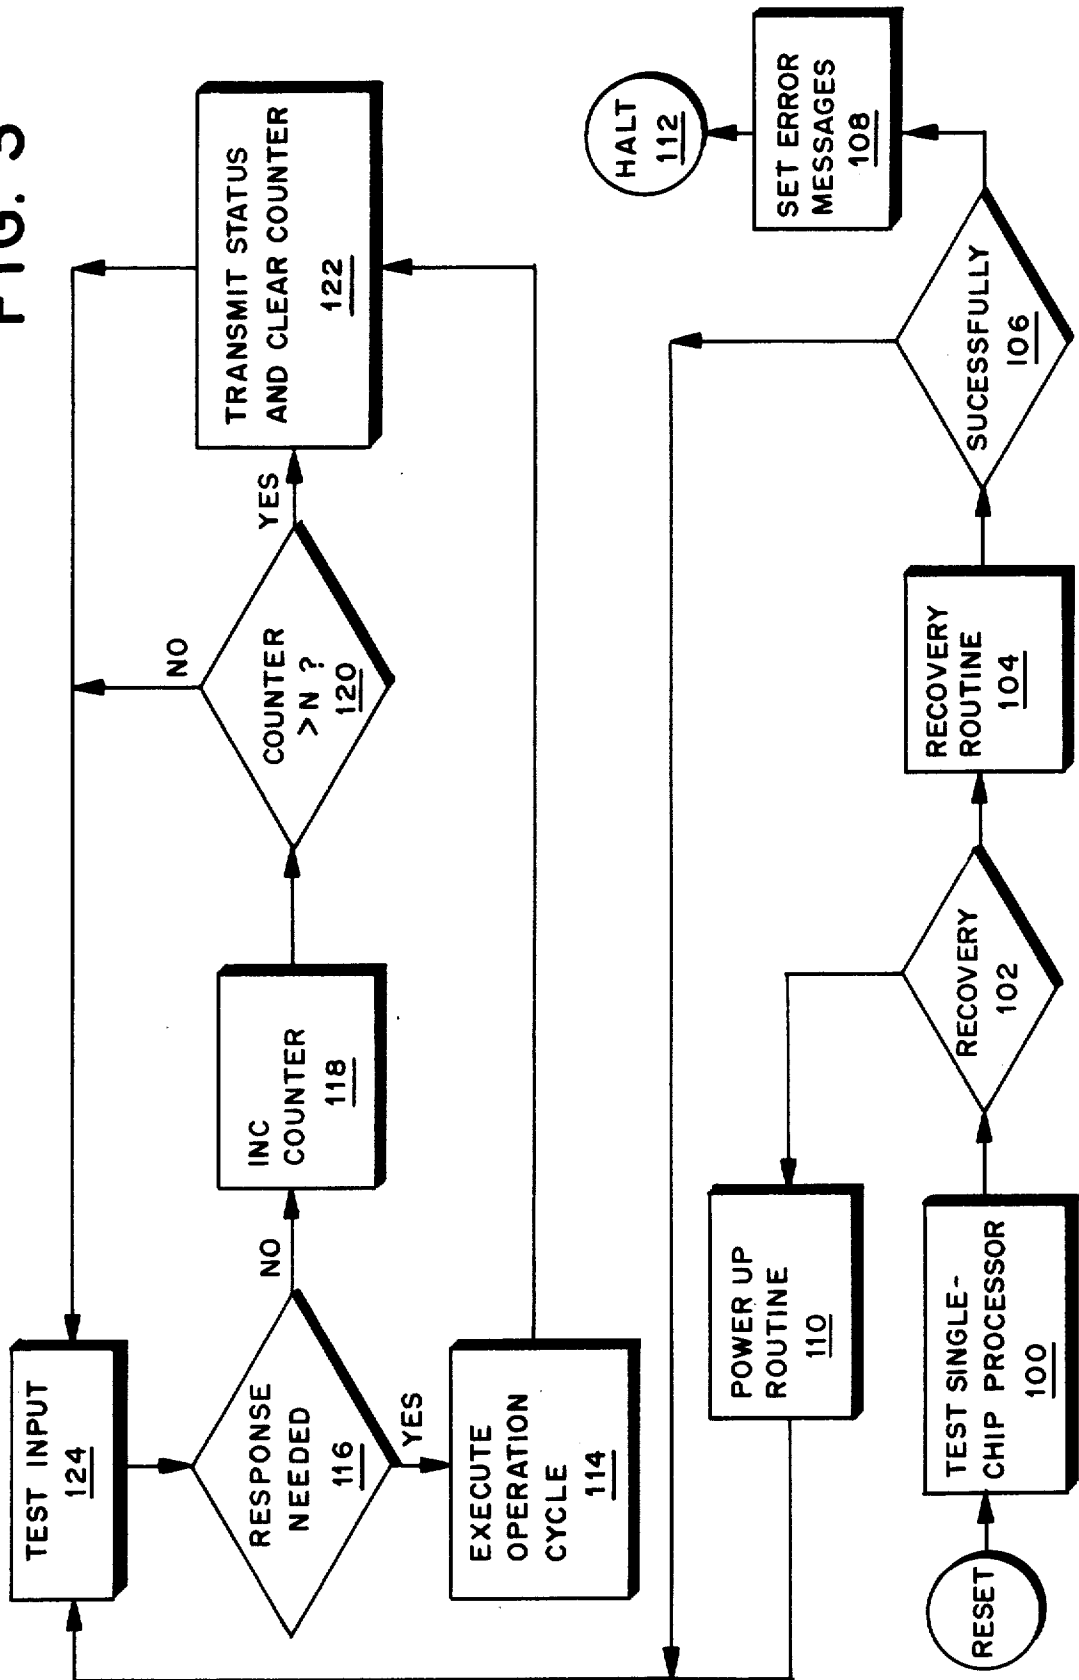 FIG. 3
TEST INPUT
124
RESPONSE
NEEDED
116
NO
YES
EXECUTE
OPERATION
CYCLE
114
INC
COUNTER
118
COUNTER
>N ?
120
NO
YES
TRANSMIT STATUS
AND CLEAR COUNTER
122
RESET
TEST SINGLE-
CHIP PROCESSOR
100
POWER UP
ROUTINE
110
RECOVERY
102
RECOVERY
ROUTINE
104
SUCESSFULLY
106
SET ERROR
MESSAGES
108
HALT
112